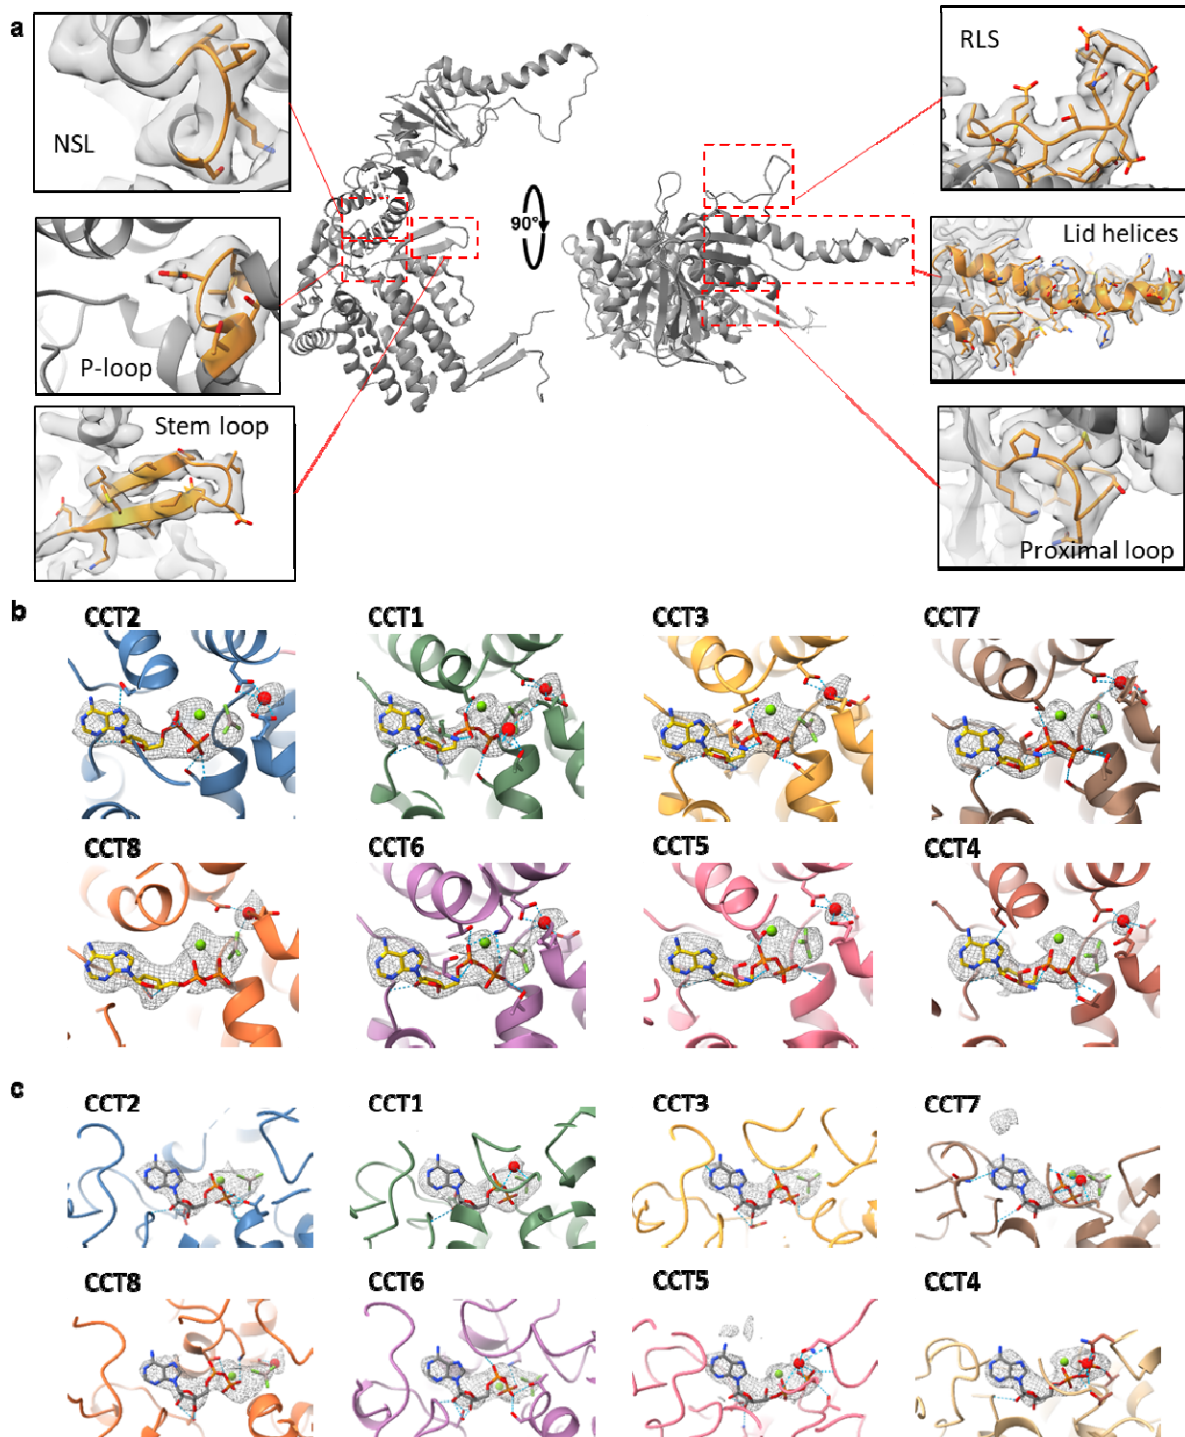 a
NSL
RLS
90°
Lid helices
P-loop
Stem loop
Proximal loop
b
CCT2
CCT1
CCT3
CCT7
CCT8
CCT6
CCT5
CCT4
c
CCT2
CCT1
CCT3
CCT7
CCT8
CCT6
CCT5
CCT4